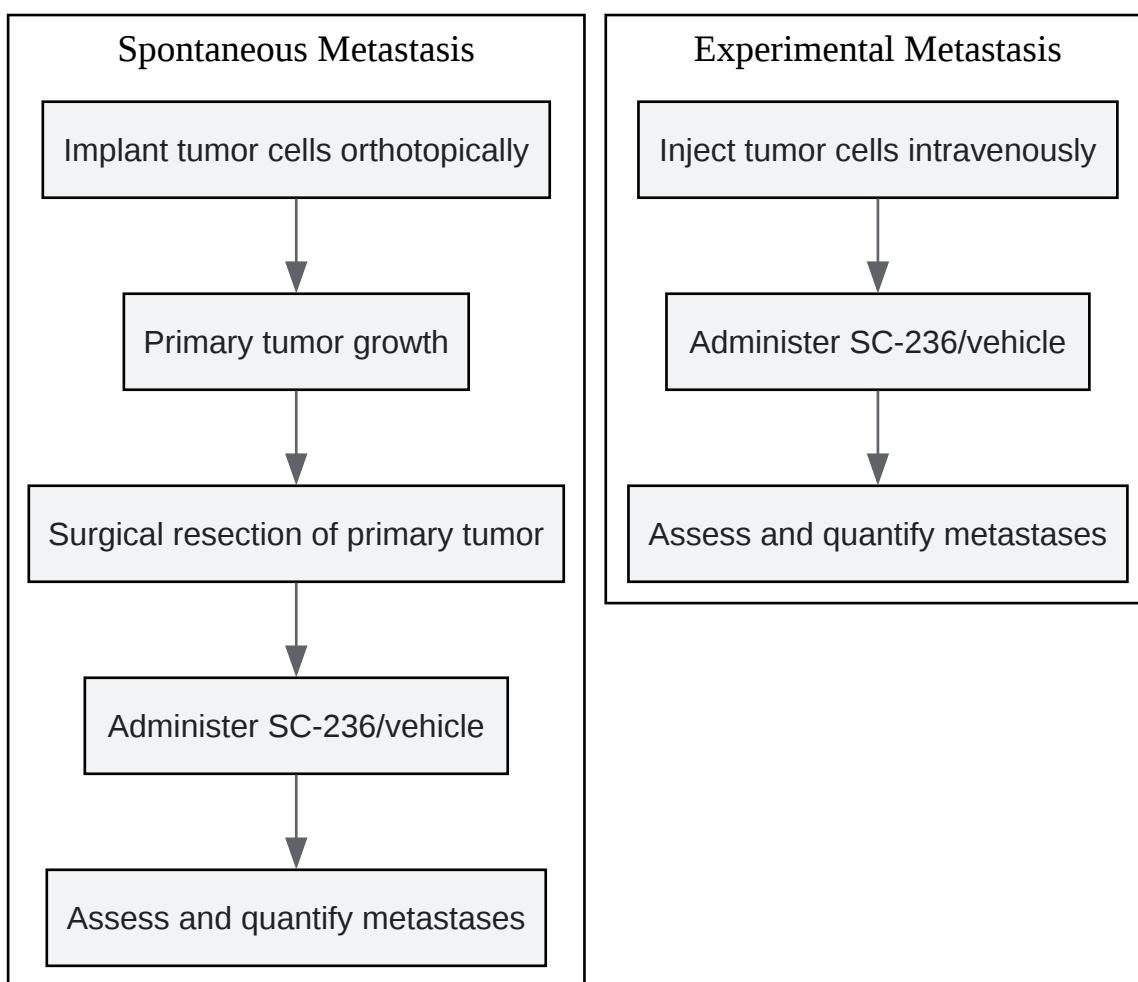 Spontaneous Metastasis
Implant tumor cells orthotopically
Primary tumor growth
Surgical resection of primary tumor
Administer SC-236/vehicle
Assess and quantify metastases
Experimental Metastasis
Inject tumor cells intravenously
Administer SC-236/vehicle
Assess and quantify metastases